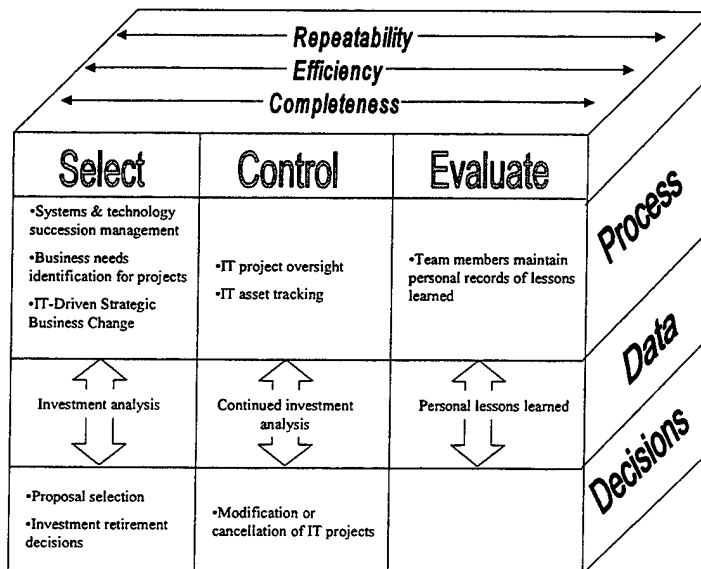 Repeatability
Efficiency
Completeness
Select
Control
Evaluate
•Systems & technology
succession management
•Business needs
identification for projects
•IT-Driven Strategic
Business Change
•IT project oversight
•IT asset tracking
•Team members maintain
personal records of lessons
learned
Process
Investment analysis
Continued investment
analysis
Personal lessons learned
Data
•Proposal selection
•Investment retirement
decisions
•Modification or
cancellation of IT projects
Decisions